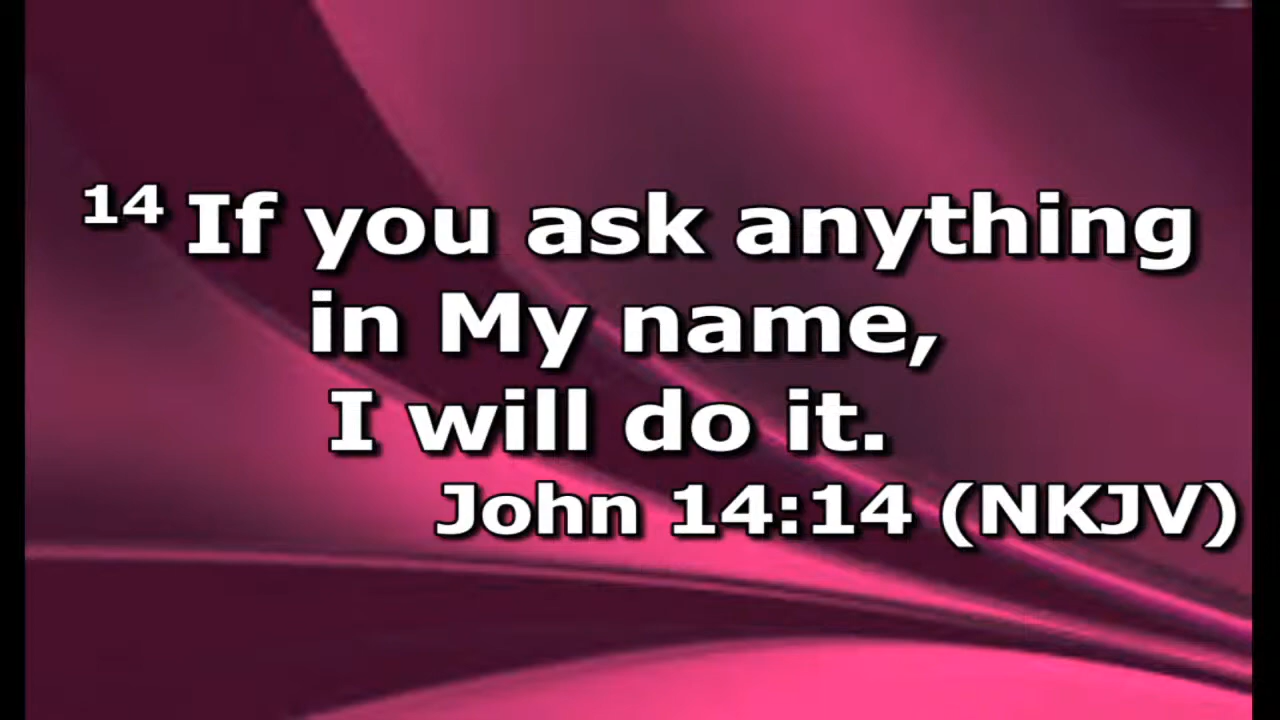 14 If you ask anything
in My name,
I will do it.
John 14:14 (NKJV)